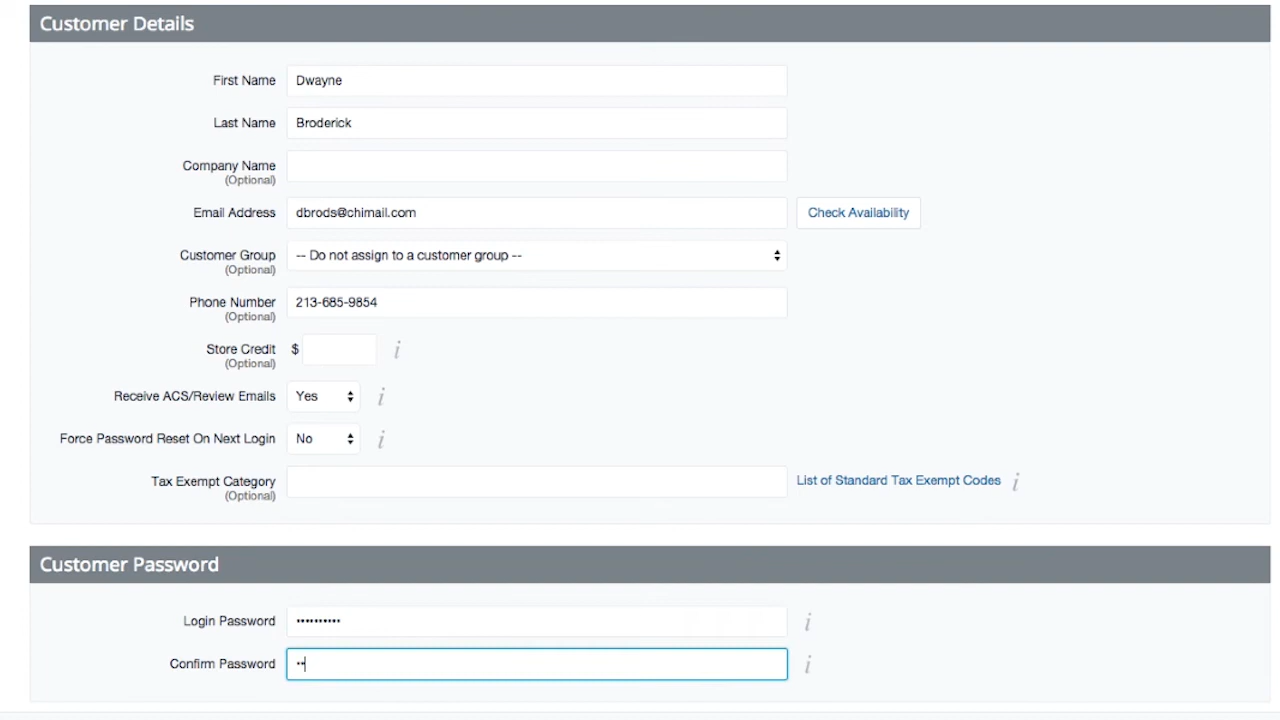 Customer Details
First Name Dwayne
Last Name Broderick
Company Name
(Optional)
Email Address dbrods@chimail.com Check Availability
Customer Group -- Do not assign to a customer group --
(Optional)
Phone Number 213-685-9854
(Optional)
Store Credit $ i
(Optional)
Receive ACS/Review Emails Yes i
Force Password Reset On Next Login No i
Tax Exempt Category List of Standard Tax Exempt Codes i
(Optional)
Customer Password
Login Password •••••••••• i
Confirm Password •• i